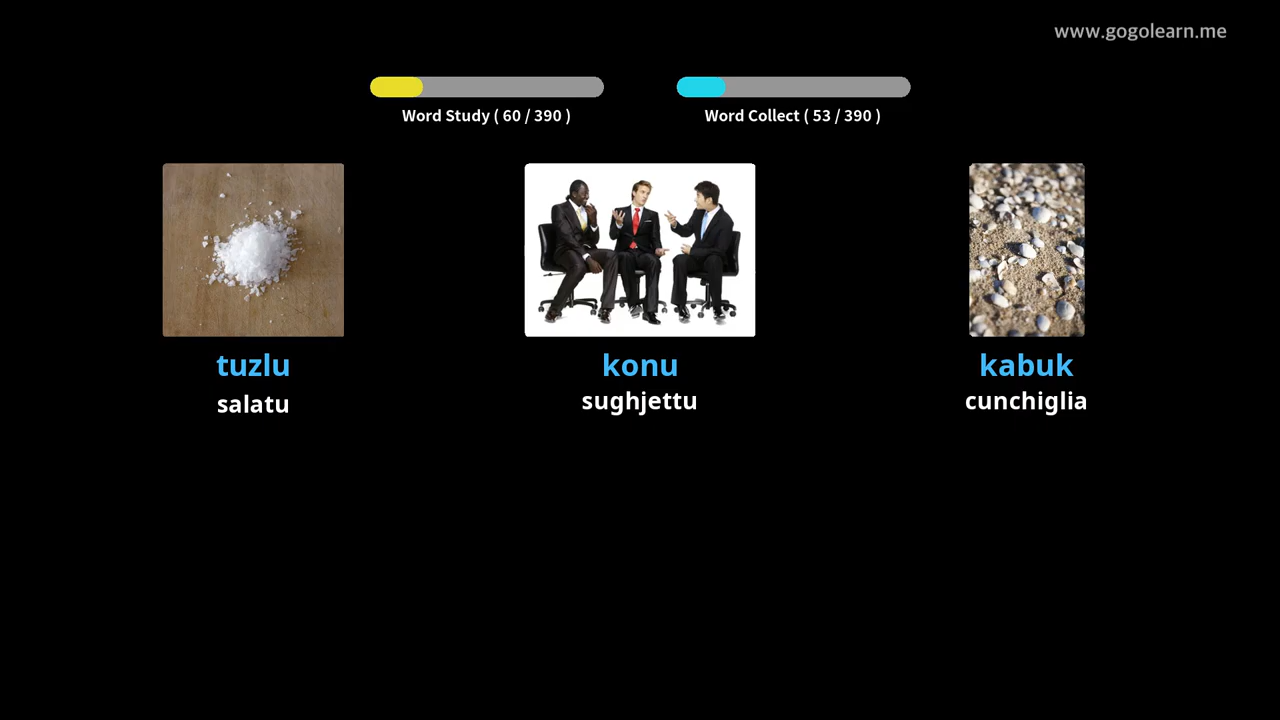 www.gogolearn.me
Word Study ( 60 / 390 )
Word Collect ( 53 / 390 )
tuzlu
salatu
konu
sughjettu
kabuk
cunchiglia